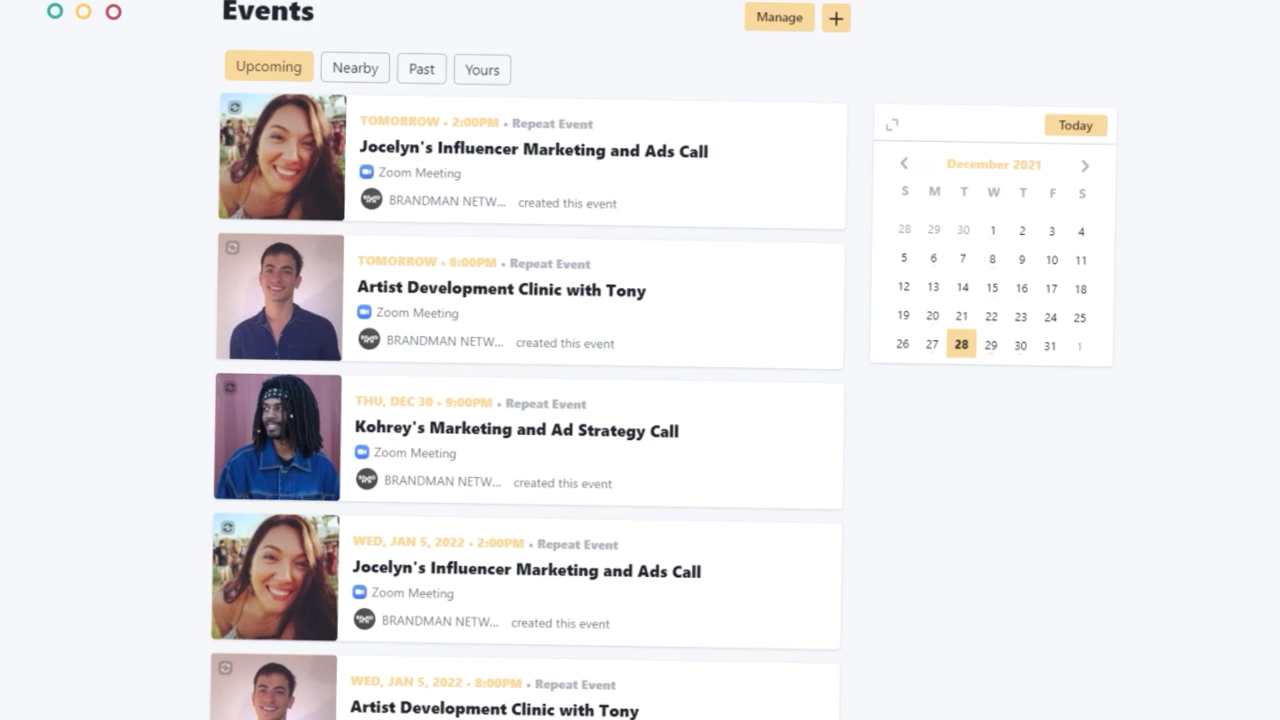 Events
Manage +
Upcoming Nearby Past Yours
TOMORROW • 2:00PM • Repeat Event
Jocelyn's Influencer Marketing and Ads Call
Zoom Meeting
BRANDMAN NETW... created this event
TOMORROW • 8:00PM • Repeat Event
Artist Development Clinic with Tony
Zoom Meeting
BRANDMAN NETW... created this event
THU, DEC 30 • 9:00PM • Repeat Event
Kohrey's Marketing and Ad Strategy Call
Zoom Meeting
BRANDMAN NETW... created this event
WED, JAN 5, 2022 • 2:00PM • Repeat Event
Jocelyn's Influencer Marketing and Ads Call
Zoom Meeting
BRANDMAN NETW... created this event
WED, JAN 5, 2022 • 8:00PM • Repeat Event
Artist Development Clinic with Tony
Today
December 2021
S M T W T F S
28 29 30 1 2 3 4
5 6 7 8 9 10 11
12 13 14 15 16 17 18
19 20 21 22 23 24 25
26 27 28 29 30 31 1